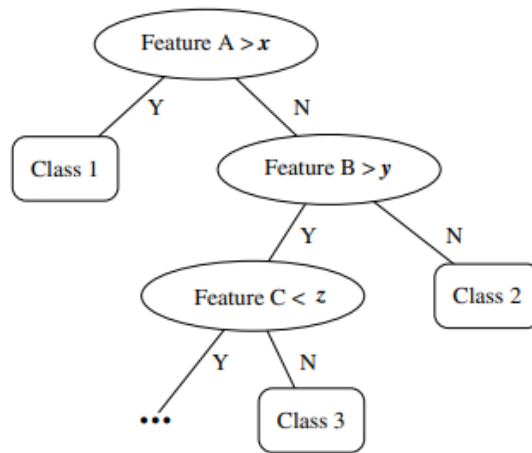 Feature A > x
Y
N
Class 1
Feature B > y
Y
N
Feature C < z
Class 2
Y
N
•••
Class 3